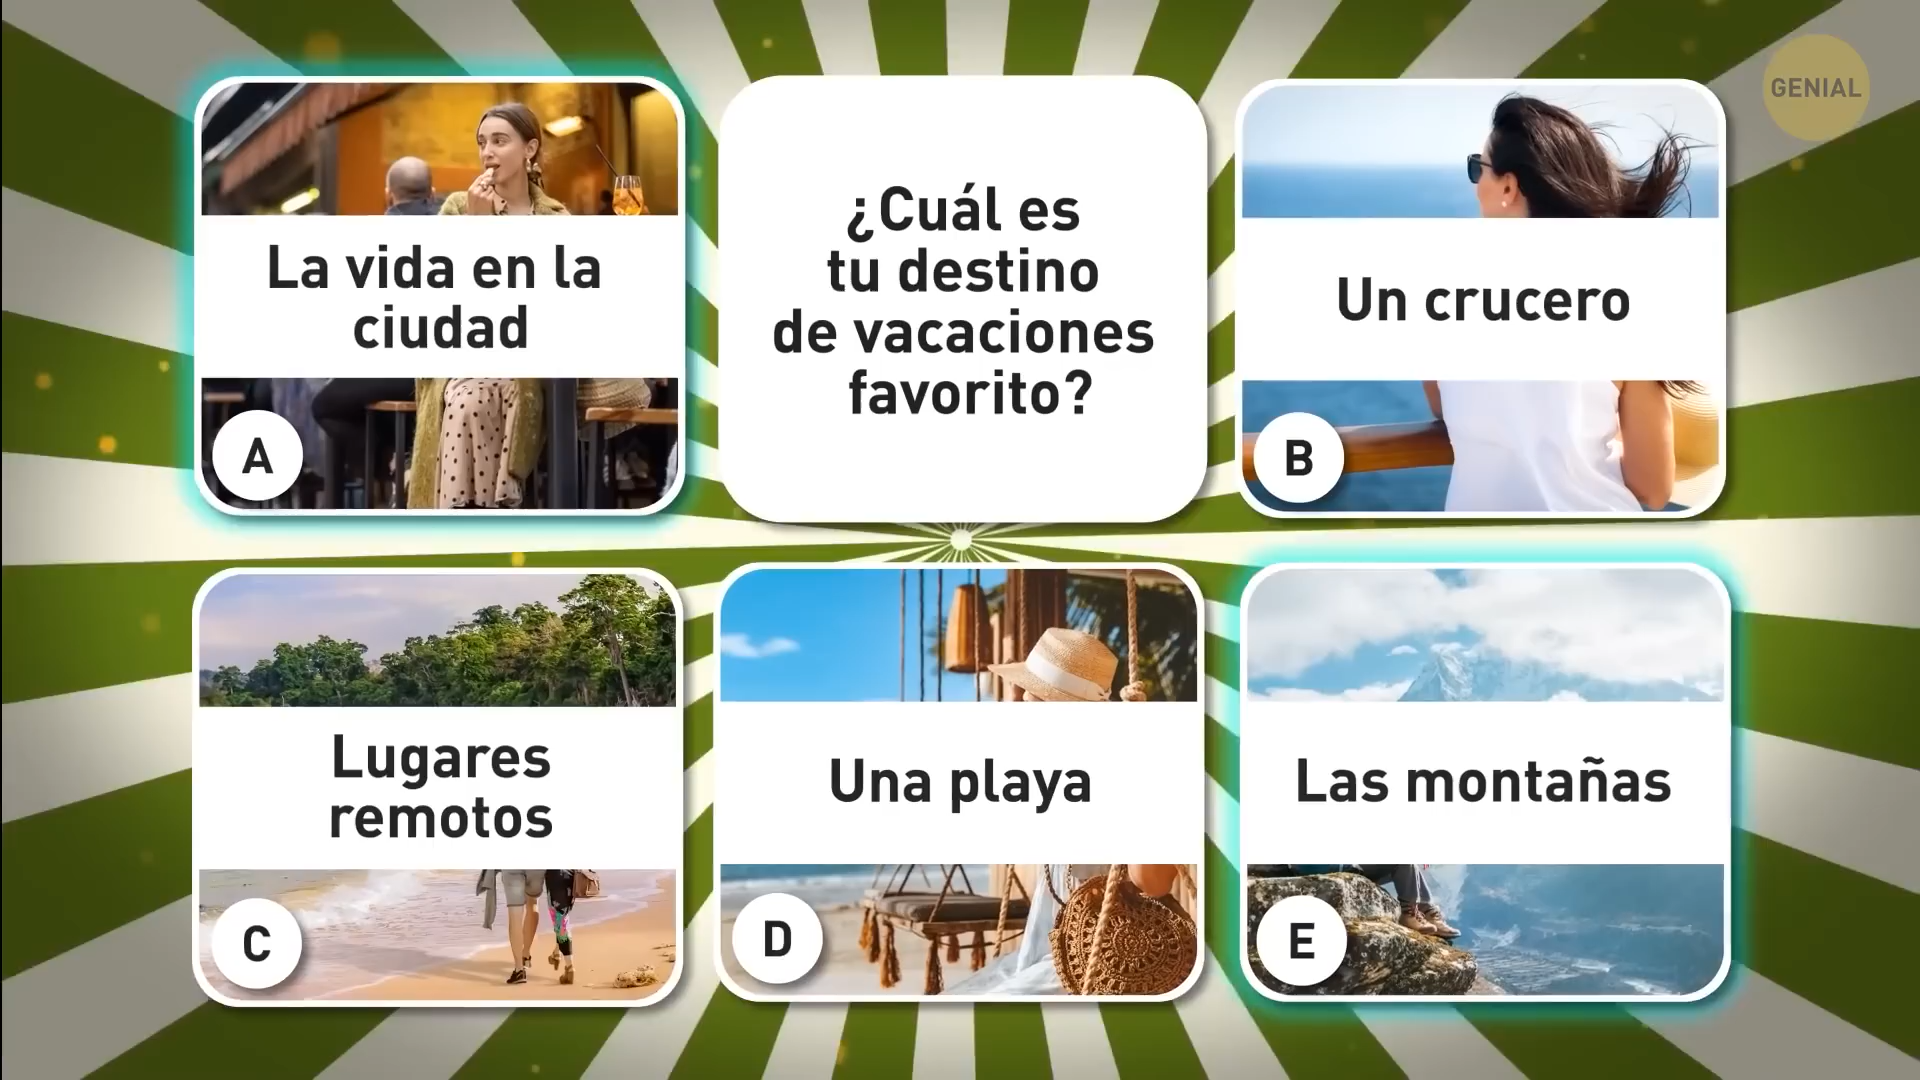 La vida en la
ciudad
A
¿Cuál es
tu destino
de vacaciones
favorito?
Un crucero
B
GENIAL
Lugares
remotos
C
Una playa
D
Las montañas
E